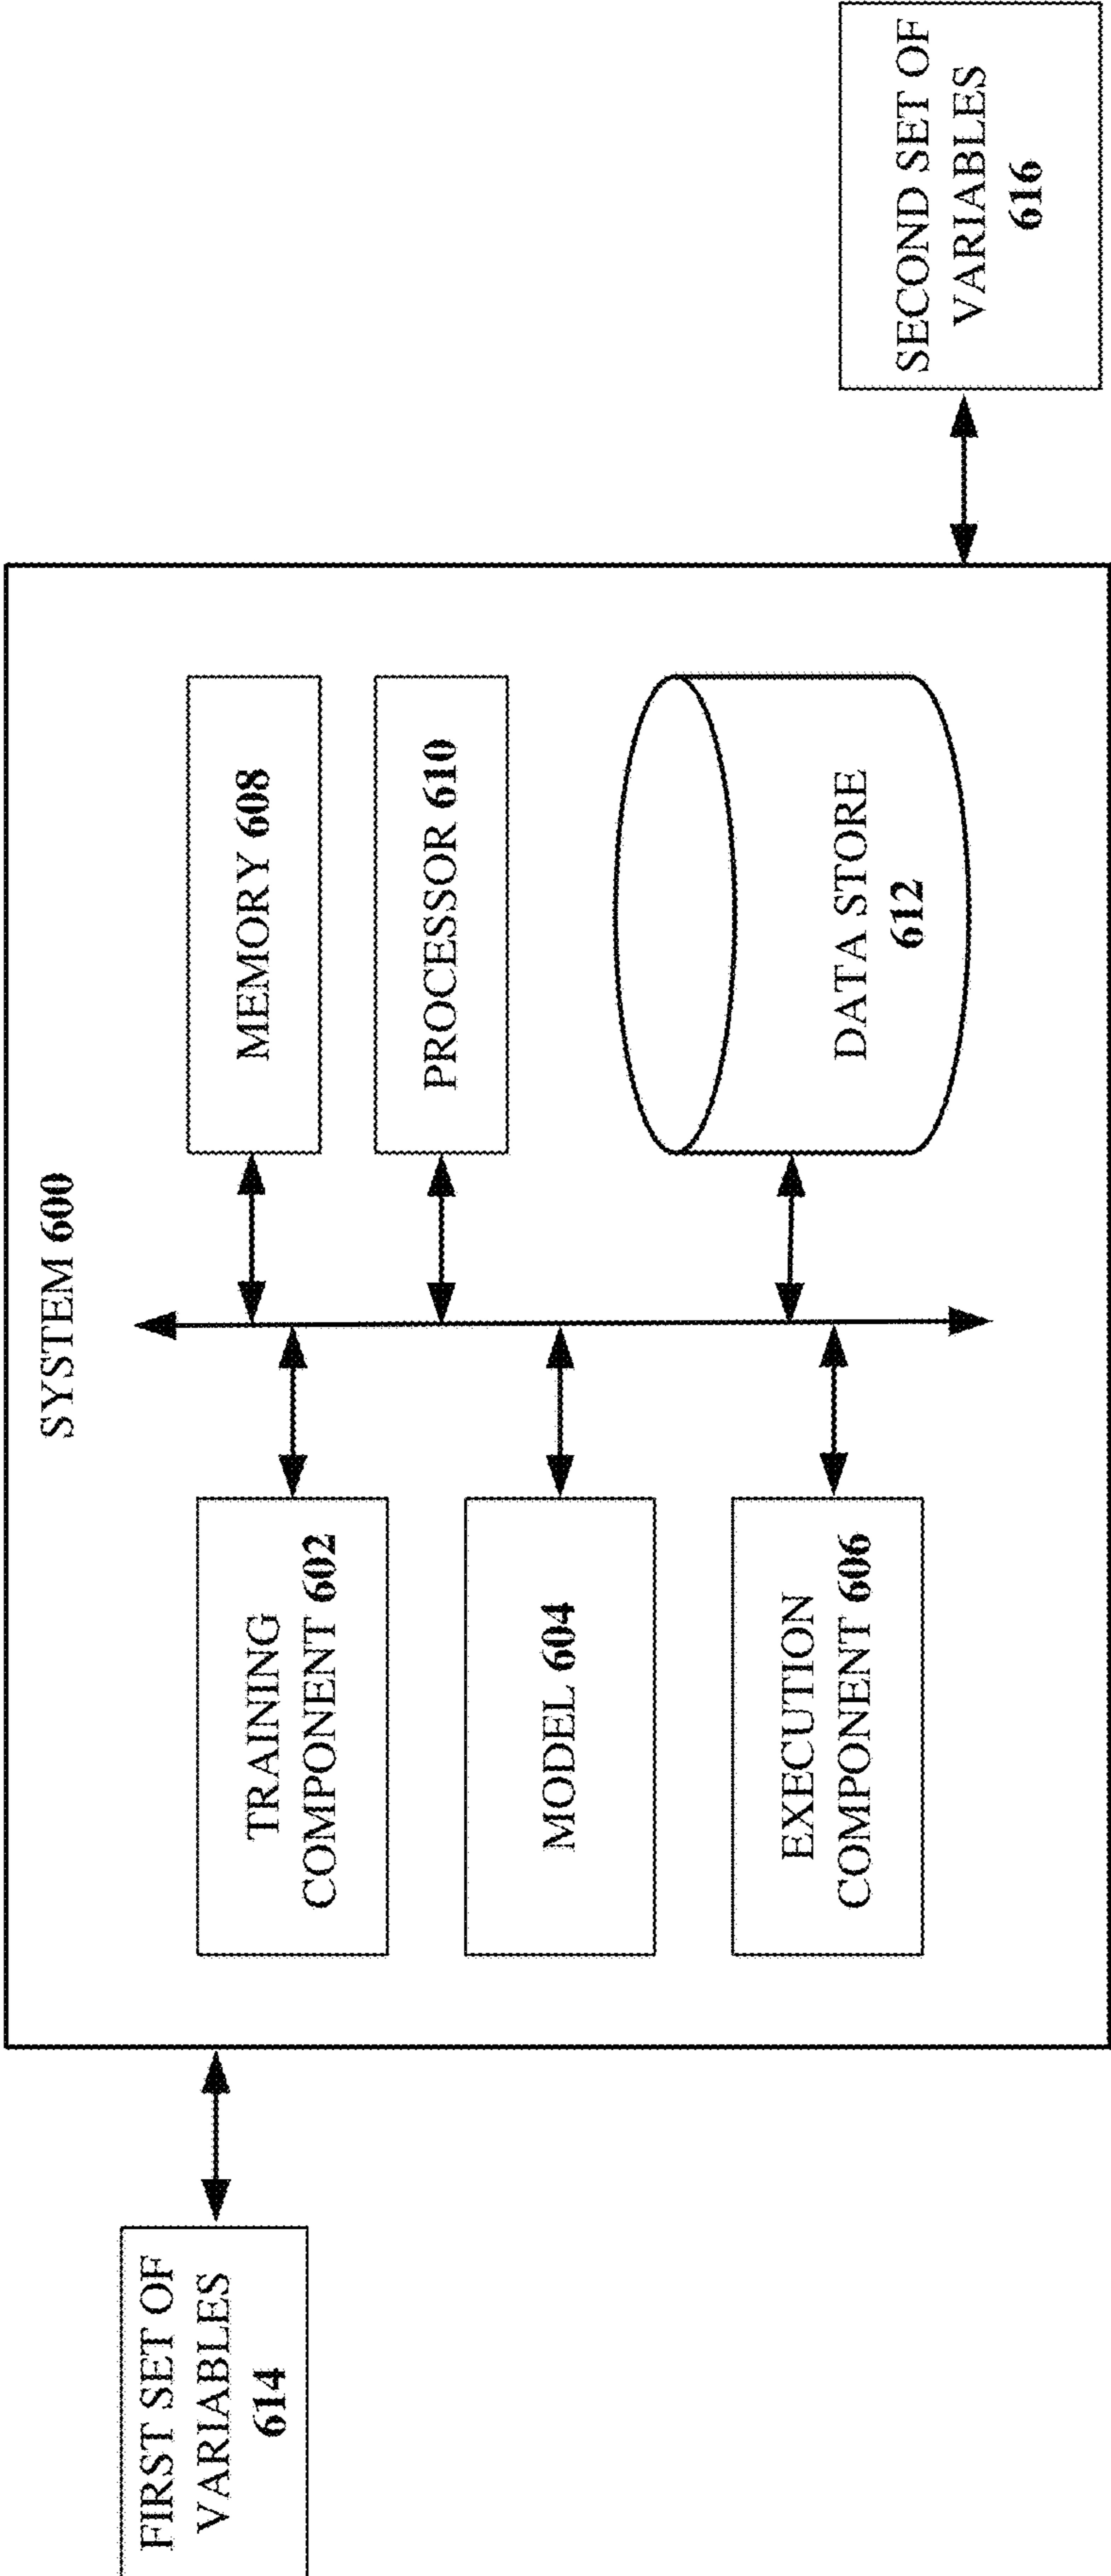 SYSTEM 600
FIRST SET OF
VARIABLES
614
TRAINING
COMPONENT 602
MODEL 604
EXECUTION
COMPONENT 606
MEMORY 608
PROCESSOR 610
DATA STORE
612
SECOND SET OF
VARIABLES
616